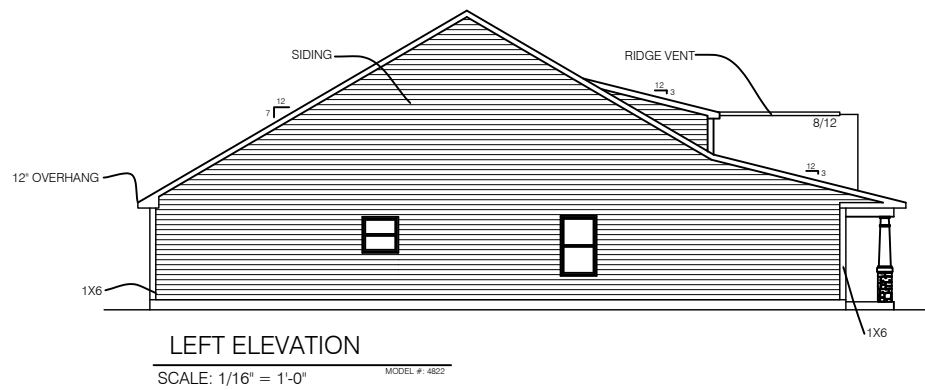 SIDING
RIDGE VENT
12
3
12
7
8/12
12
3
12" OVERHANG
1X6
1X6
LEFT ELEVATION
SCALE: 1/16" = 1'-0"
MODEL #: 4822